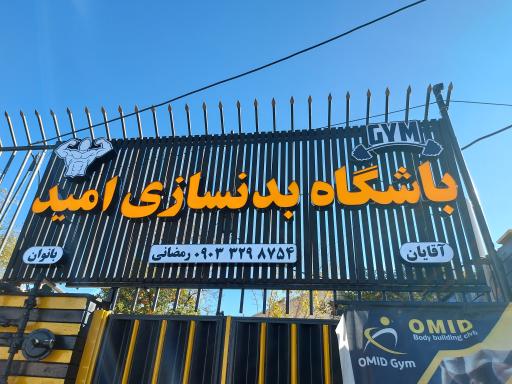 GYM
باشگاه بدنسازی امید
آقایان
۰۹۰۳ ۳۲۹ ۸۷۵۴ رمضانی
بانوان
OMID
Body building club
OMID Gym